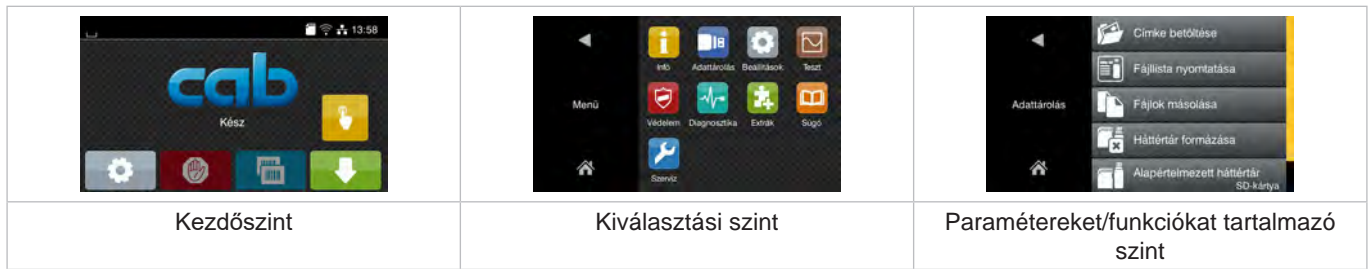 13:58
cab
Kész
Kezdőszint
Menü
Infó Adattárolás Beállítások Teszt
Védelem Diagnosztika Extrák Súgó
Szerviz
Kiválasztási szint
Adattárolás
Címke betöltése
Fájllista nyomtatása
Fájlok másolása
Háttértár formázása
Alapértelmezett háttértár
SD-kártya
Paramétereket/funkciókat tartalmazó
szint